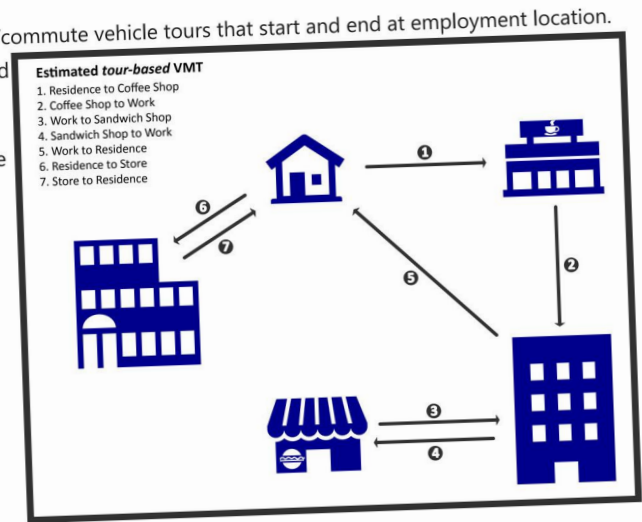 /commute vehicle tours that start and end at employment location.
d
e
Estimated tour-based VMT
1. Residence to Coffee Shop
2. Coffee Shop to Work
3. Work to Sandwich Shop
4. Sandwich Shop to Work
5. Work to Residence
6. Residence to Store
7. Store to Residence
1
6
7
2
5
3
4